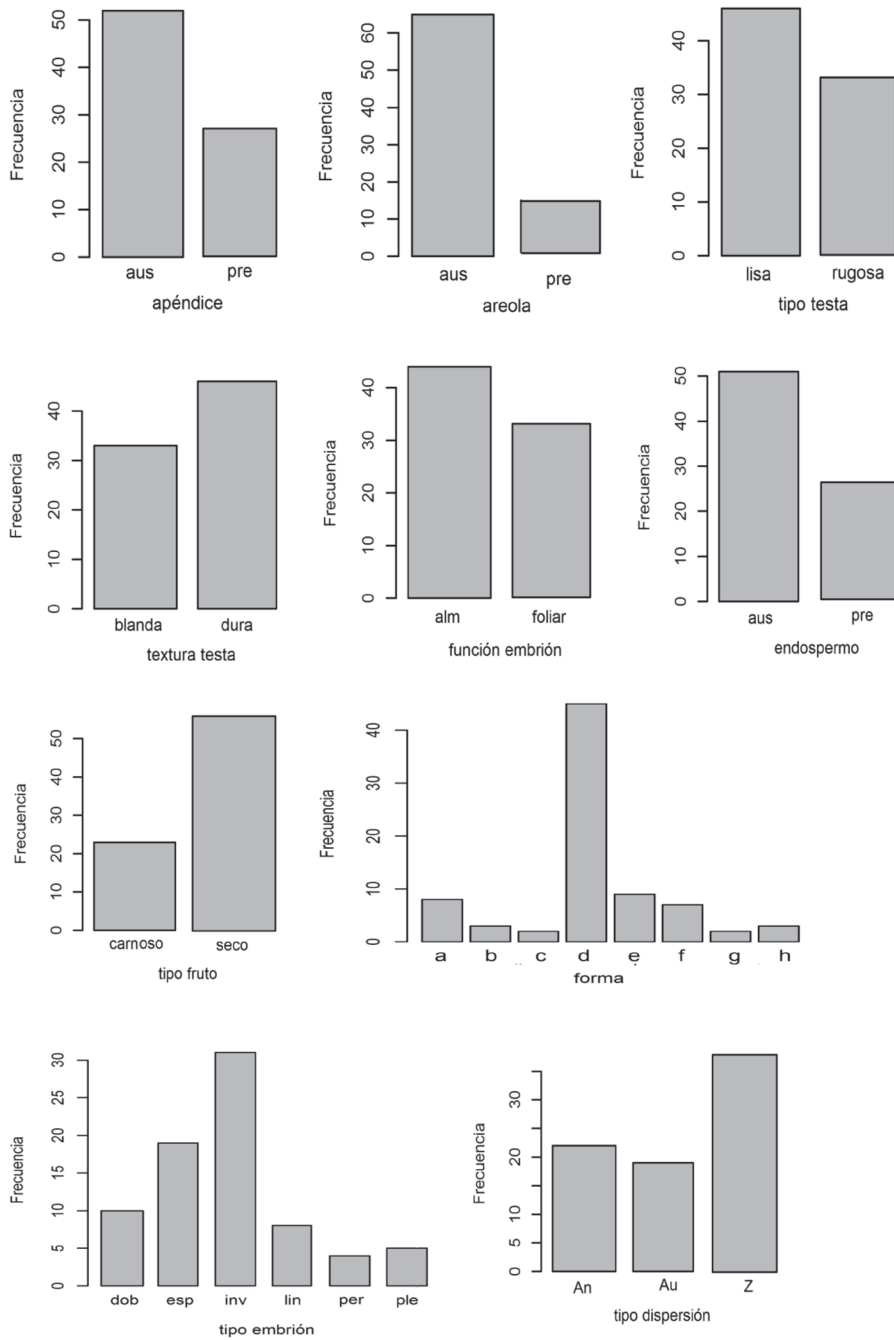 Frecuencia
0 10 20 30 40 50
aus pre
apéndice
Frecuencia
0 10 20 30 40 50 60
aus pre
areola
Frecuencia
0 10 20 30 40
lisa rugosa
tipo testa
Frecuencia
0 10 20 30 40
blanda dura
textura testa
Frecuencia
0 10 20 30 40
alm foliar
función embrión
Frecuencia
0 10 20 30 40 50
aus pre
endospermo
Frecuencia
0 10 20 30 40 50
carnoso seco
tipo fruto
Frecuencia
0 10 20 30 40
a b c d e f g h
forma
Frecuencia
0 5 10 15 20 25 30
dob esp inv lin per ple
tipo embrión
Frecuencia
0 5 10 20 30
An Au Z
tipo dispersión